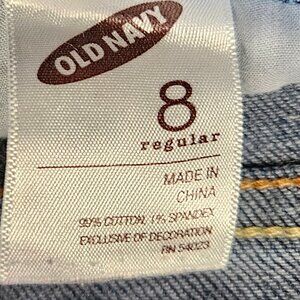 OLD NAVY
8
regular
MADE IN
CHINA
99% COTTON, 1% SPANDEX
EXCLUSIVE OF DECORATION
RN 54023